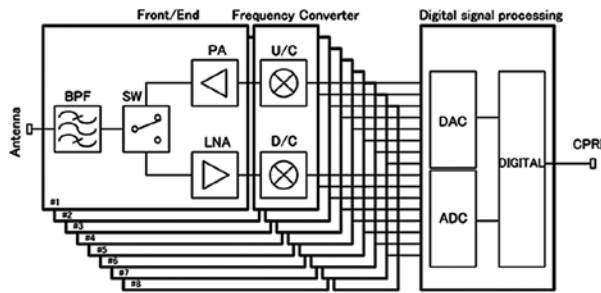 Front/End
Frequency Converter
Digital signal processing
PA
U/C
BPF
SW
DAC
Antenna
LNA
D/C
DIGITAL
CPRI
ADC
#1
#2
#3
#4
#5
#6
#7
#8